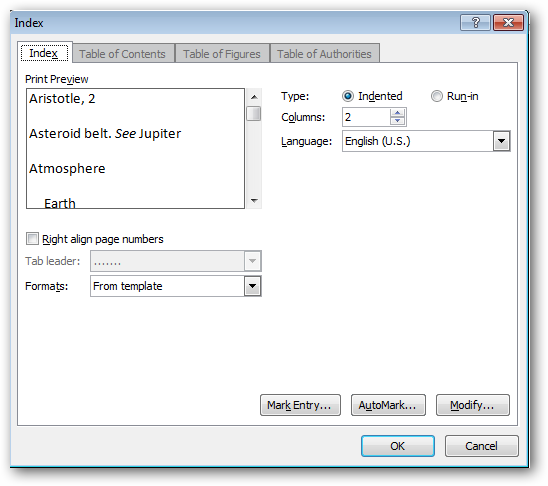 Index
Index Table of Contents Table of Figures Table of Authorities
Print Preview
Aristotle, 2
Asteroid belt. See Jupiter
Atmosphere
Earth
Type: Indented Run-in
Columns: 2
Language: English (U.S.)
Right align page numbers
Tab leader: .......
Formats: From template
Mark Entry... AutoMark... Modify...
OK Cancel